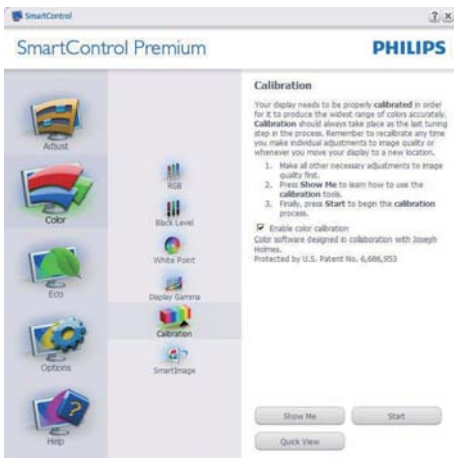 SmartControl
SmartControl Premium
PHILIPS
Adjust
Color
Eco
Options
Help
RGB
Black Level
White Point
Display Gamma
Calibration
SmartImage
Calibration
Your display needs to be properly calibrated in order
for it to produce the widest range of colors accurately.
Calibration should always take place as the last tuning
step in the process. Remember to recalibrate any time
you make individual adjustments to image quality or
whenever you move your display to a new location.
1. Make all other necessary adjustments to image
quality first.
2. Press Show Me to learn how to use the
calibration tools.
3. Finally, press Start to begin the calibration
process.
Enable color calibration
Color software designed in collaboration with Joseph
Holmes.
Protected by U.S. Patent No. 6,686,953
Show Me
Start
Quick View